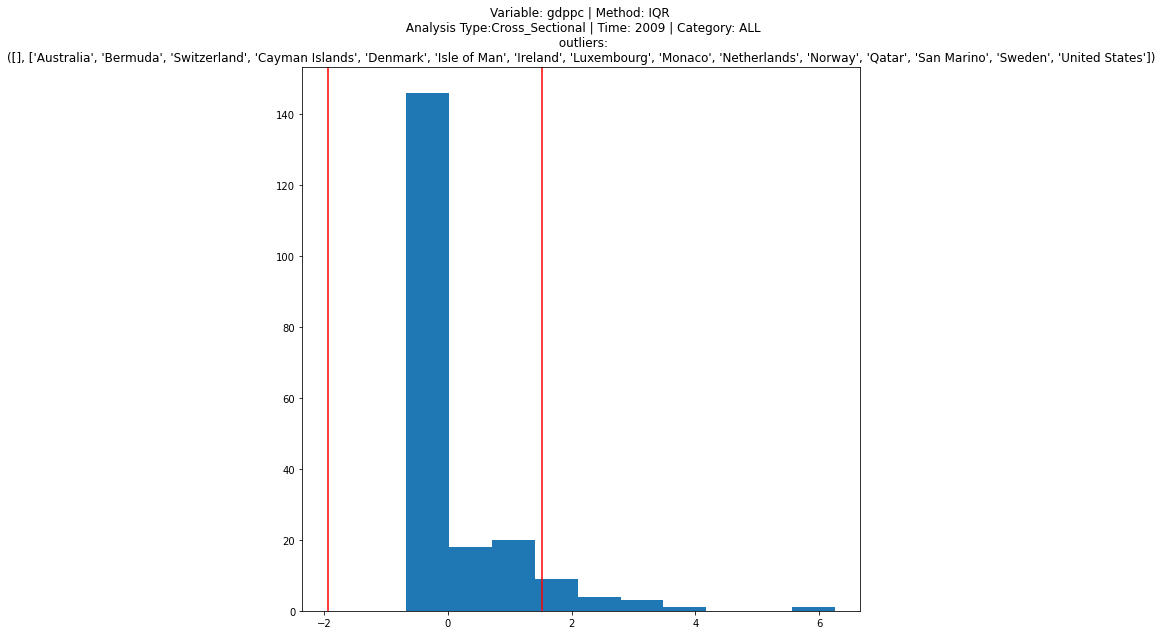 Variable: gdppc | Method: IQR
Analysis Type:Cross_Sectional | Time: 2009 | Category: ALL
outliers:
([], ['Australia', 'Bermuda', 'Switzerland', 'Cayman Islands', 'Denmark', 'Isle of Man', 'Ireland', 'Luxembourg', 'Monaco', 'Netherlands', 'Norway', 'Qatar', 'San Marino', 'Sweden', 'United States'])
140
120
100
80
60
40
20
0
−2 0 2 4 6